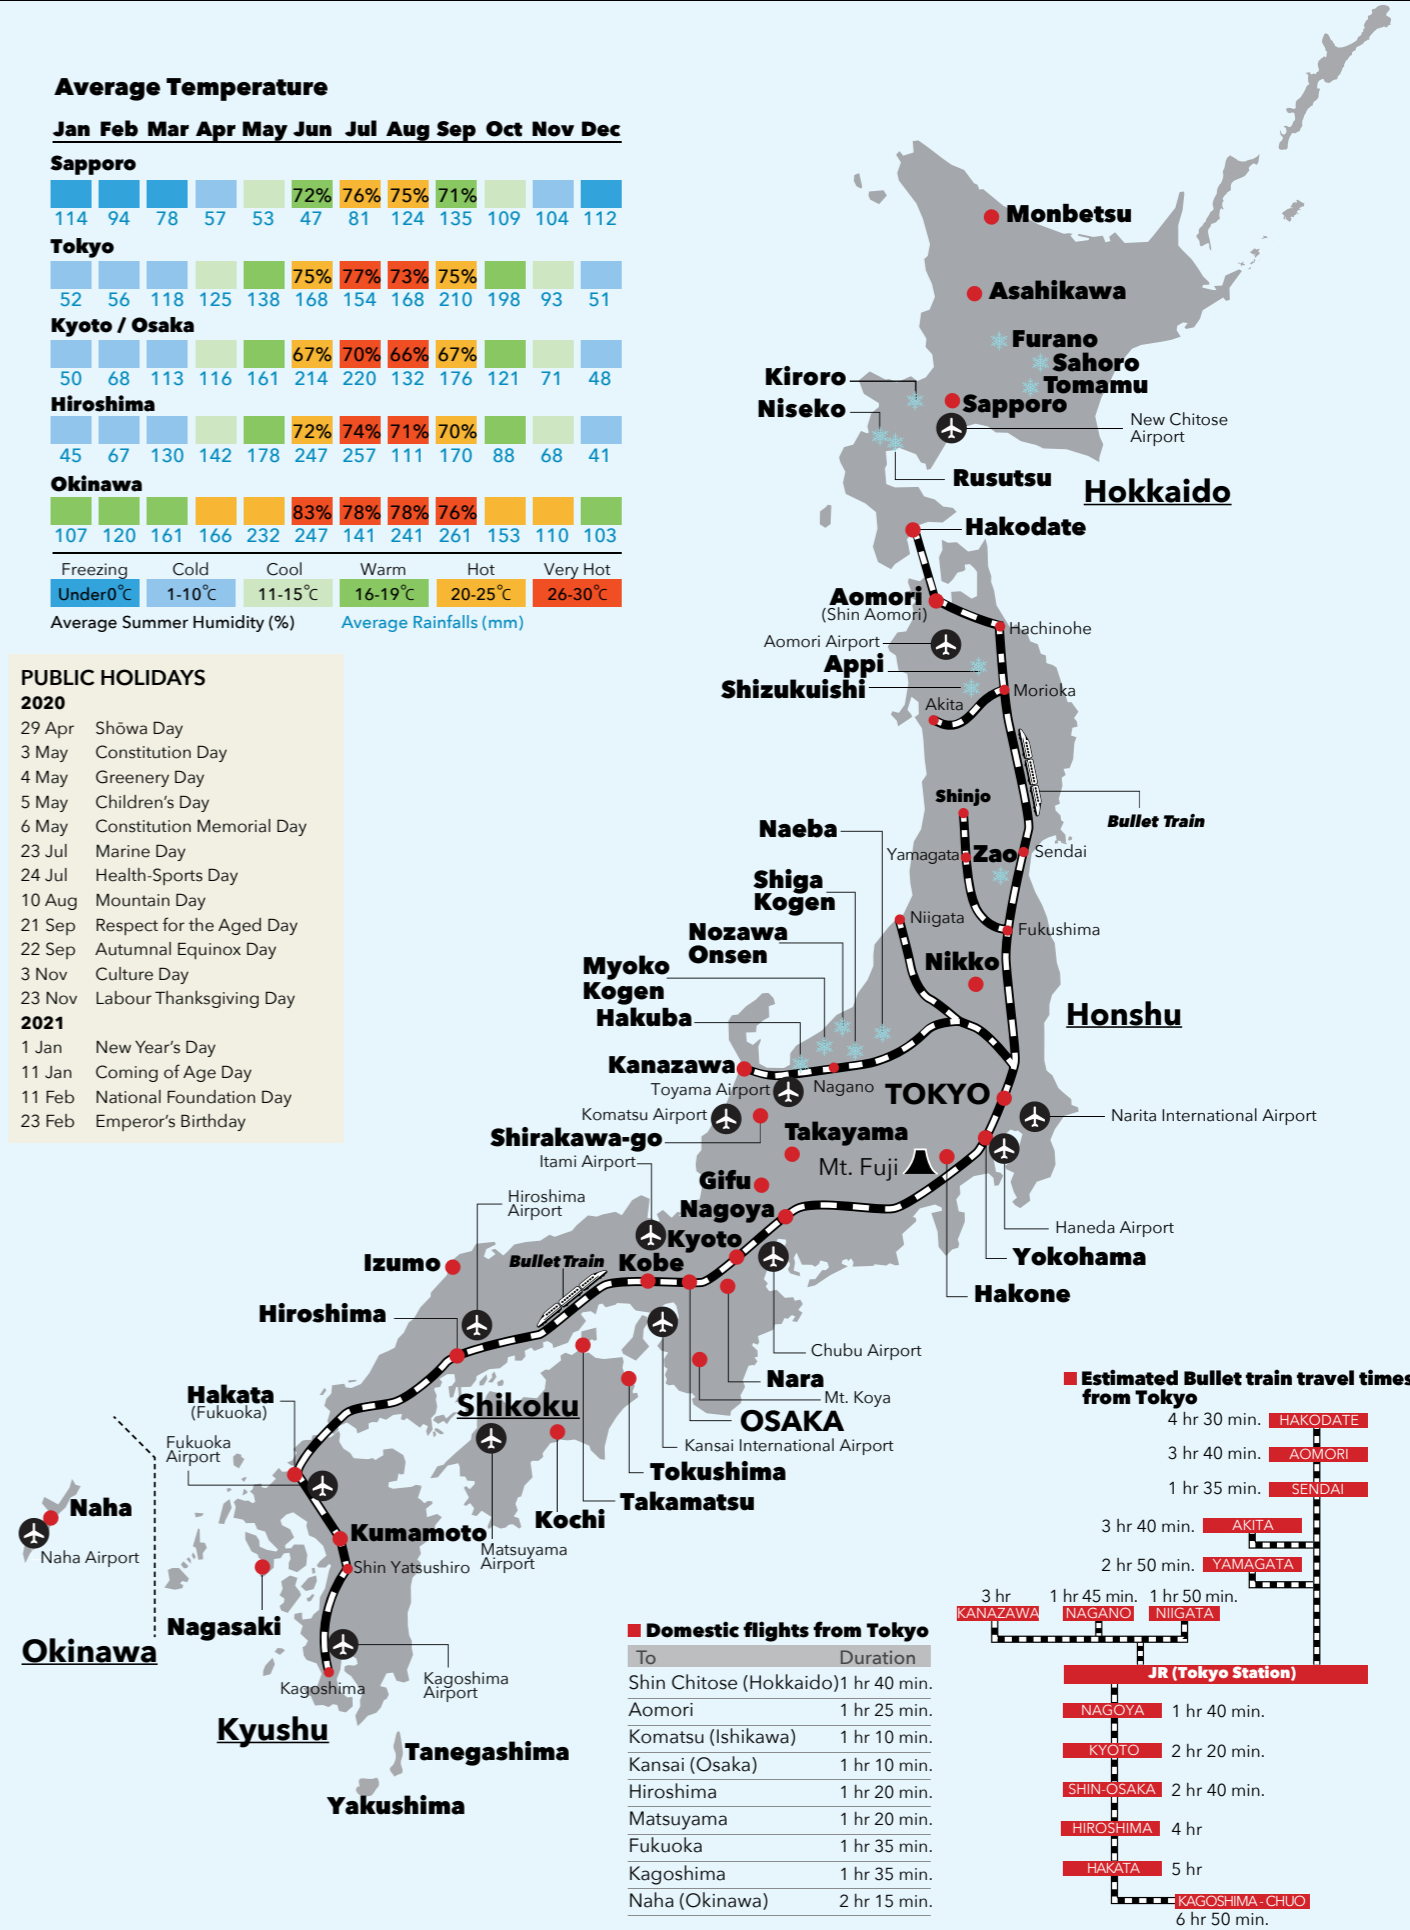 Average Temperature
Jan Feb Mar Apr May Jun Jul Aug Sep Oct Nov Dec
Sapporo
72% 76% 75% 71%
114 94 78 57 53 47 81 124 135 109 104 112
Tokyo
75% 77% 73% 75%
52 56 118 125 138 168 154 168 210 198 93 51
Kyoto / Osaka
67% 70% 66% 67%
50 68 113 116 161 214 220 132 176 121 71 48
Hiroshima
72% 74% 71% 70%
45 67 130 142 178 247 257 111 170 88 68 41
Okinawa
83% 78% 78% 76%
107 120 161 166 232 247 141 241 261 153 110 103
Freezing Cold Cool Warm Hot Very Hot
Under0℃ 1-10℃ 11-15℃ 16-19℃ 20-25℃ 26-30℃
Average Summer Humidity (%) Average Rainfalls (mm)
PUBLIC HOLIDAYS
2020
29 Apr Shōwa Day
3 May Constitution Day
4 May Greenery Day
5 May Children's Day
6 May Constitution Memorial Day
23 Jul Marine Day
24 Jul Health-Sports Day
10 Aug Mountain Day
21 Sep Respect for the Aged Day
22 Sep Autumnal Equinox Day
3 Nov Culture Day
23 Nov Labour Thanksgiving Day
2021
1 Jan New Year's Day
11 Jan Coming of Age Day
11 Feb National Foundation Day
23 Feb Emperor's Birthday
Monbetsu
Asahikawa
Furano
Sahoro
Tomamu
Kiroro
Sapporo
Niseko
New Chitose
Airport
Rusutsu
Hokkaido
Hakodate
Aomori
(Shin Aomori)
Hachinohe
Aomori Airport
Appi
Shizukuishi
Morioka
Akita
Shinjo
Bullet Train
Naeba
Yamagata
Zao
Sendai
Shiga
Kogen
Niigata
Fukushima
Nozawa
Onsen
Nikko
Myoko
Kogen
Hakuba
Honshu
Kanazawa
Toyama Airport
Nagano
TOKYO
Komatsu Airport
Narita International Airport
Shirakawa-go
Takayama
Itami Airport
Mt. Fuji
Gifu
Hiroshima
Airport
Nagoya
Haneda Airport
Kyoto
Yokohama
Izumo
Bullet Train
Kobe
Hakone
Hiroshima
Chubu Airport
Nara
Mt. Koya
Hakata
(Fukuoka)
Shikoku
OSAKA
Fukuoka
Airport
Kansai International Airport
Tokushima
Takamatsu
Naha
Kochi
Kumamoto
Matsuyama
Airport
Naha Airport
Shin Yatsushiro
Nagasaki
Okinawa
Kagoshima
Airport
Kagoshima
Kyushu
Tanegashima
Yakushima
Domestic flights from Tokyo
To Duration
Shin Chitose (Hokkaido) 1 hr 40 min.
Aomori 1 hr 25 min.
Komatsu (Ishikawa) 1 hr 10 min.
Kansai (Osaka) 1 hr 10 min.
Hiroshima 1 hr 20 min.
Matsuyama 1 hr 20 min.
Fukuoka 1 hr 35 min.
Kagoshima 1 hr 35 min.
Naha (Okinawa) 2 hr 15 min.
Estimated Bullet train travel times
from Tokyo
4 hr 30 min. HAKODATE
3 hr 40 min. AOMORI
1 hr 35 min. SENDAI
3 hr 40 min. AKITA
2 hr 50 min. YAMAGATA
3 hr 1 hr 45 min. 1 hr 50 min.
KANAZAWA NAGANO NIIGATA
JR (Tokyo Station)
NAGOYA 1 hr 40 min.
KYOTO 2 hr 20 min.
SHIN-OSAKA 2 hr 40 min.
HIROSHIMA 4 hr
HAKATA 5 hr
KAGOSHIMA - CHUO
6 hr 50 min.